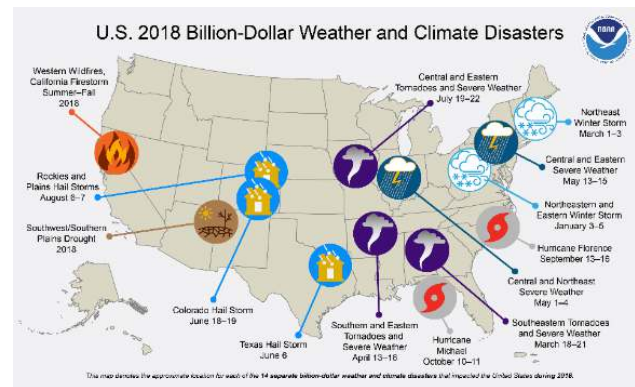 U.S. 2018 Billion-Dollar Weather and Climate Disasters
NOAA
Western Wildfires,
California Firestorm
Summer–Fall
2018
Central and Eastern
Tornadoes and Severe Weather
July 19–22
Northeast
Winter Storm
March 1–3
Central and Eastern
Severe Weather
May 13–15
Rockies and
Plains Hail Storms
August 6–7
Northeastern and
Eastern Winter Storm
January 3–5
Southwest/Southern
Plains Drought
2018
Hurricane Florence
September 13–16
Central and Northeast
Severe Weather
May 1–4
Colorado Hail Storm
June 18–19
Texas Hail Storm
June 6
Southern and Eastern
Tornadoes and
Severe Weather
April 13–16
Hurricane
Michael
October 10–11
Southeastern Tornadoes
and Severe Weather
March 18–21
This map denotes the approximate location for each of the 14 separate billion-dollar weather and climate disasters that impacted the United States during 2018.